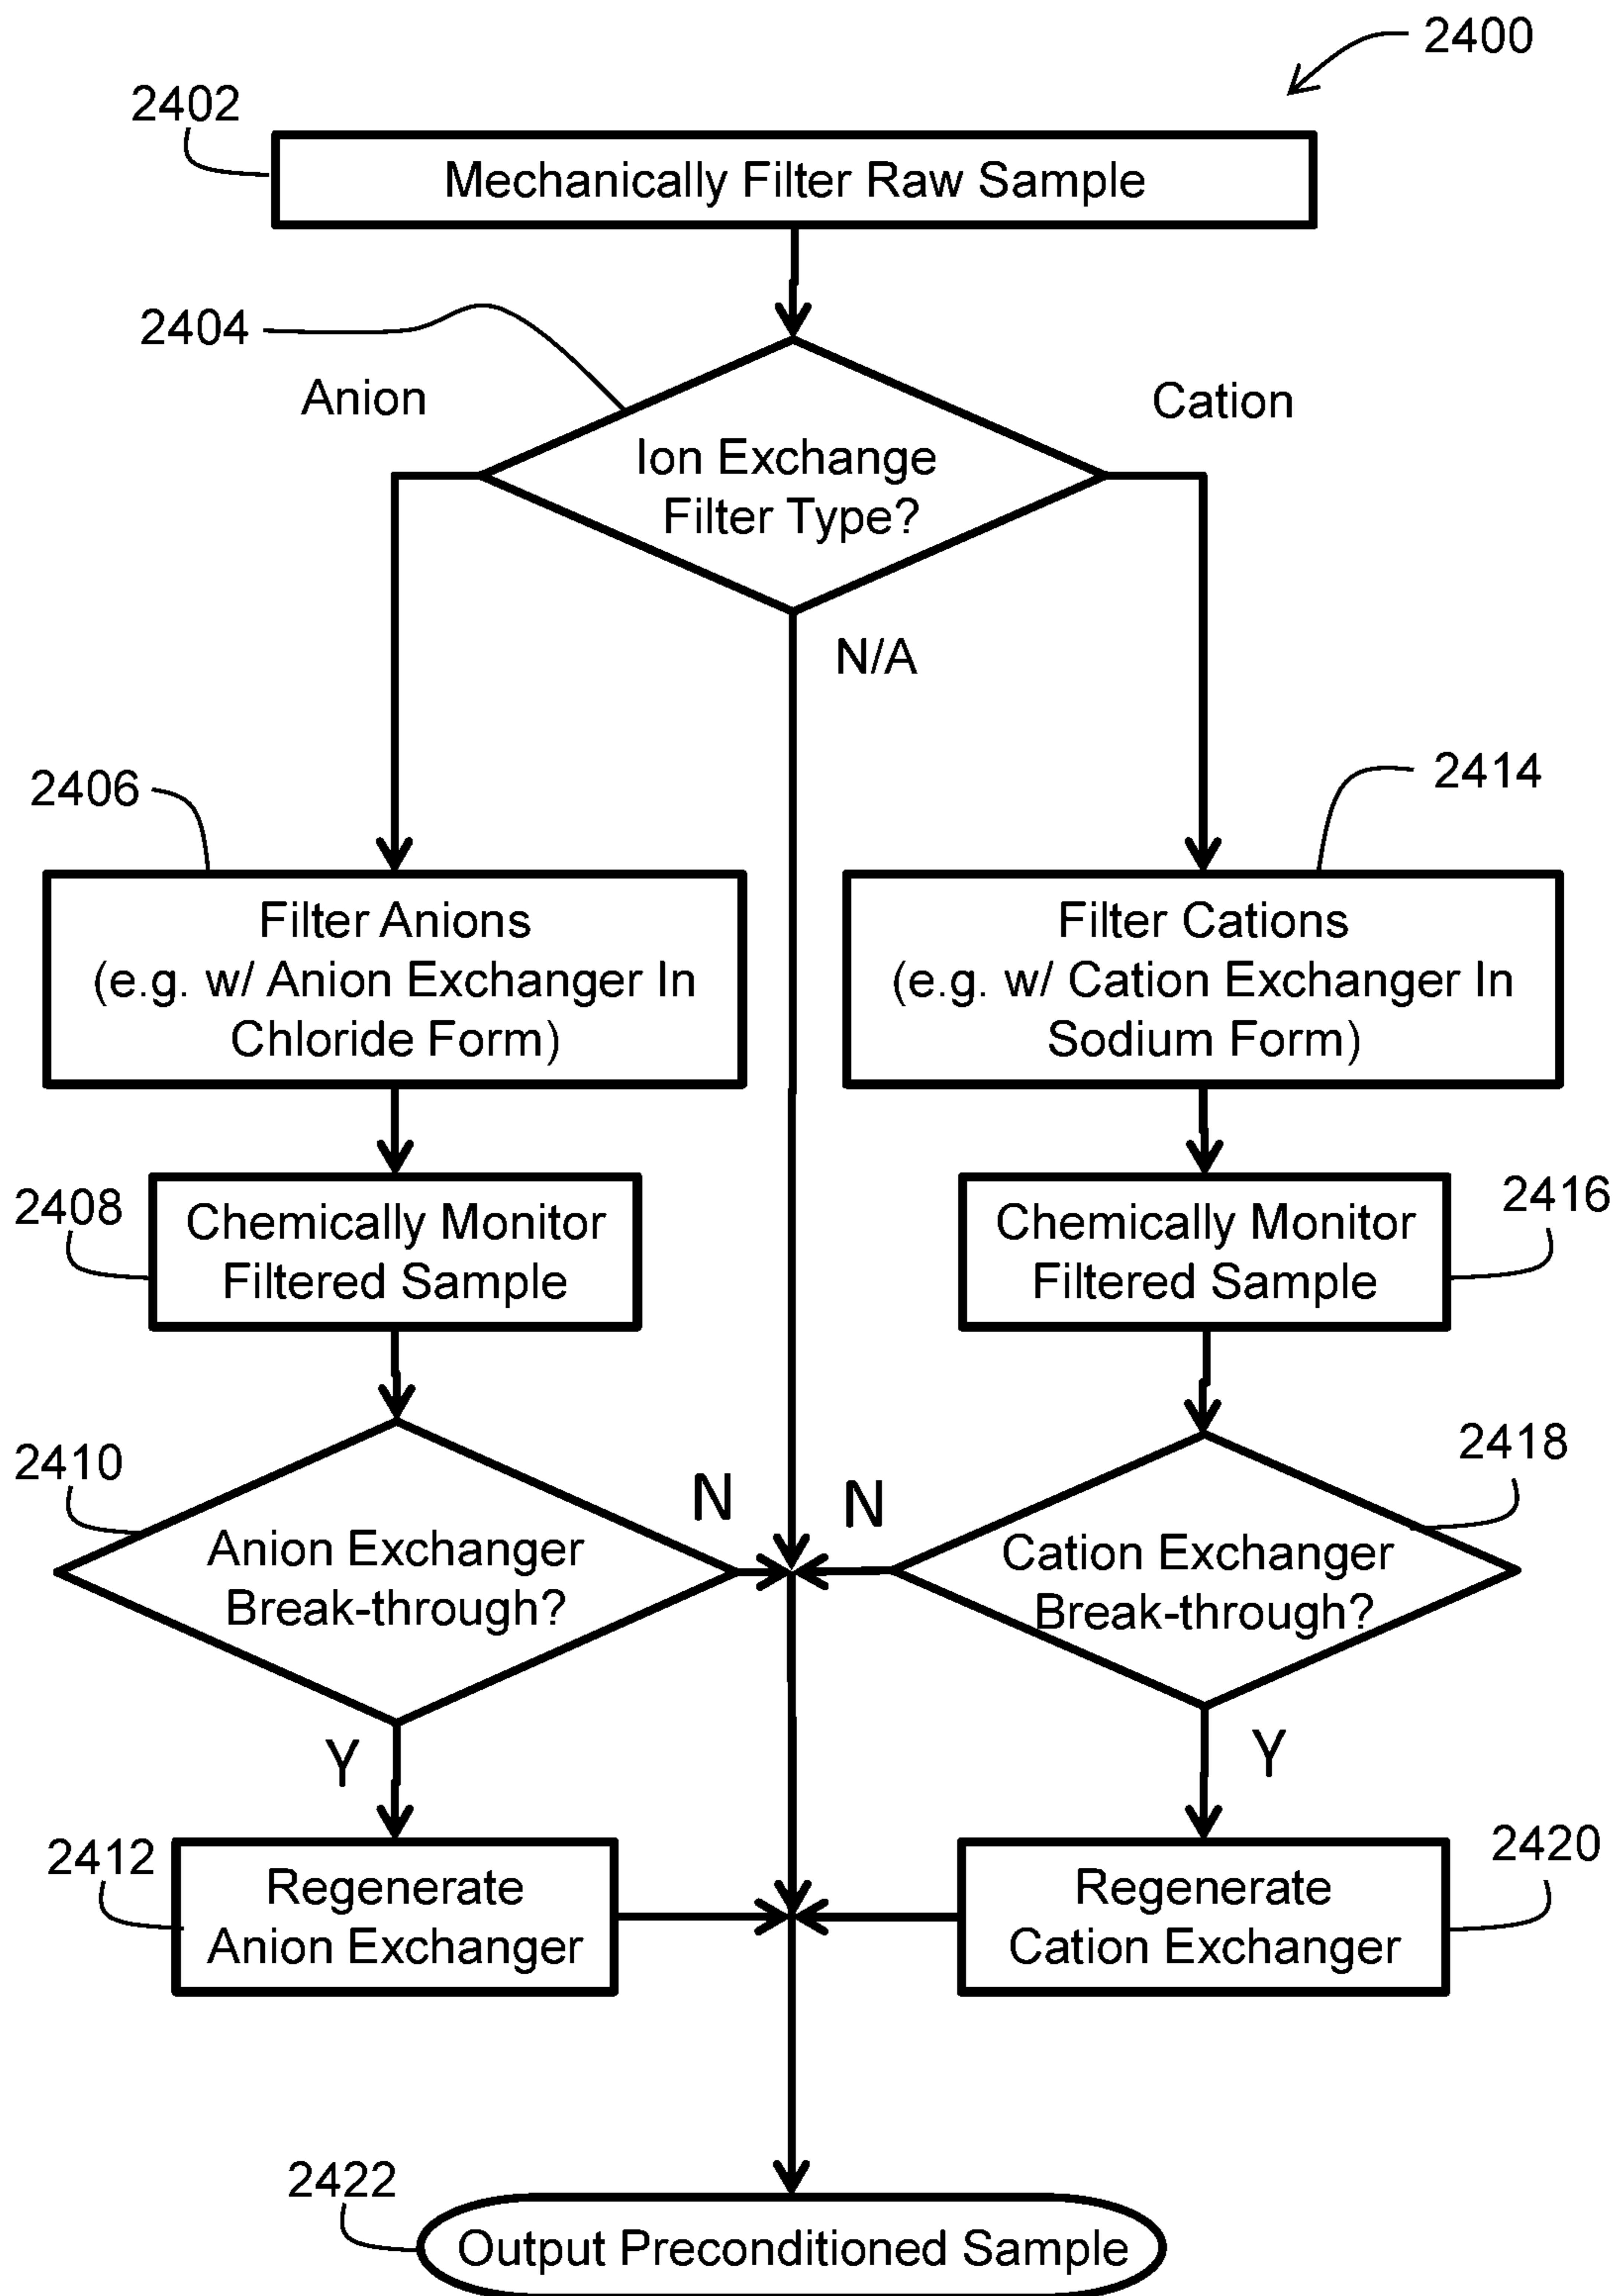 2400
2402
Mechanically Filter Raw Sample
2404
Anion
Cation
Ion Exchange
Filter Type?
N/A
2406
2414
Filter Anions
(e.g. w/ Anion Exchanger In
Chloride Form)
Filter Cations
(e.g. w/ Cation Exchanger In
Sodium Form)
2408
Chemically Monitor
Filtered Sample
Chemically Monitor
Filtered Sample
2416
2410
Anion Exchanger
Break-through?
N
N
Cation Exchanger
Break-through?
2418
Y
Y
2412
Regenerate
Anion Exchanger
Regenerate
Cation Exchanger
2420
2422
Output Preconditioned Sample